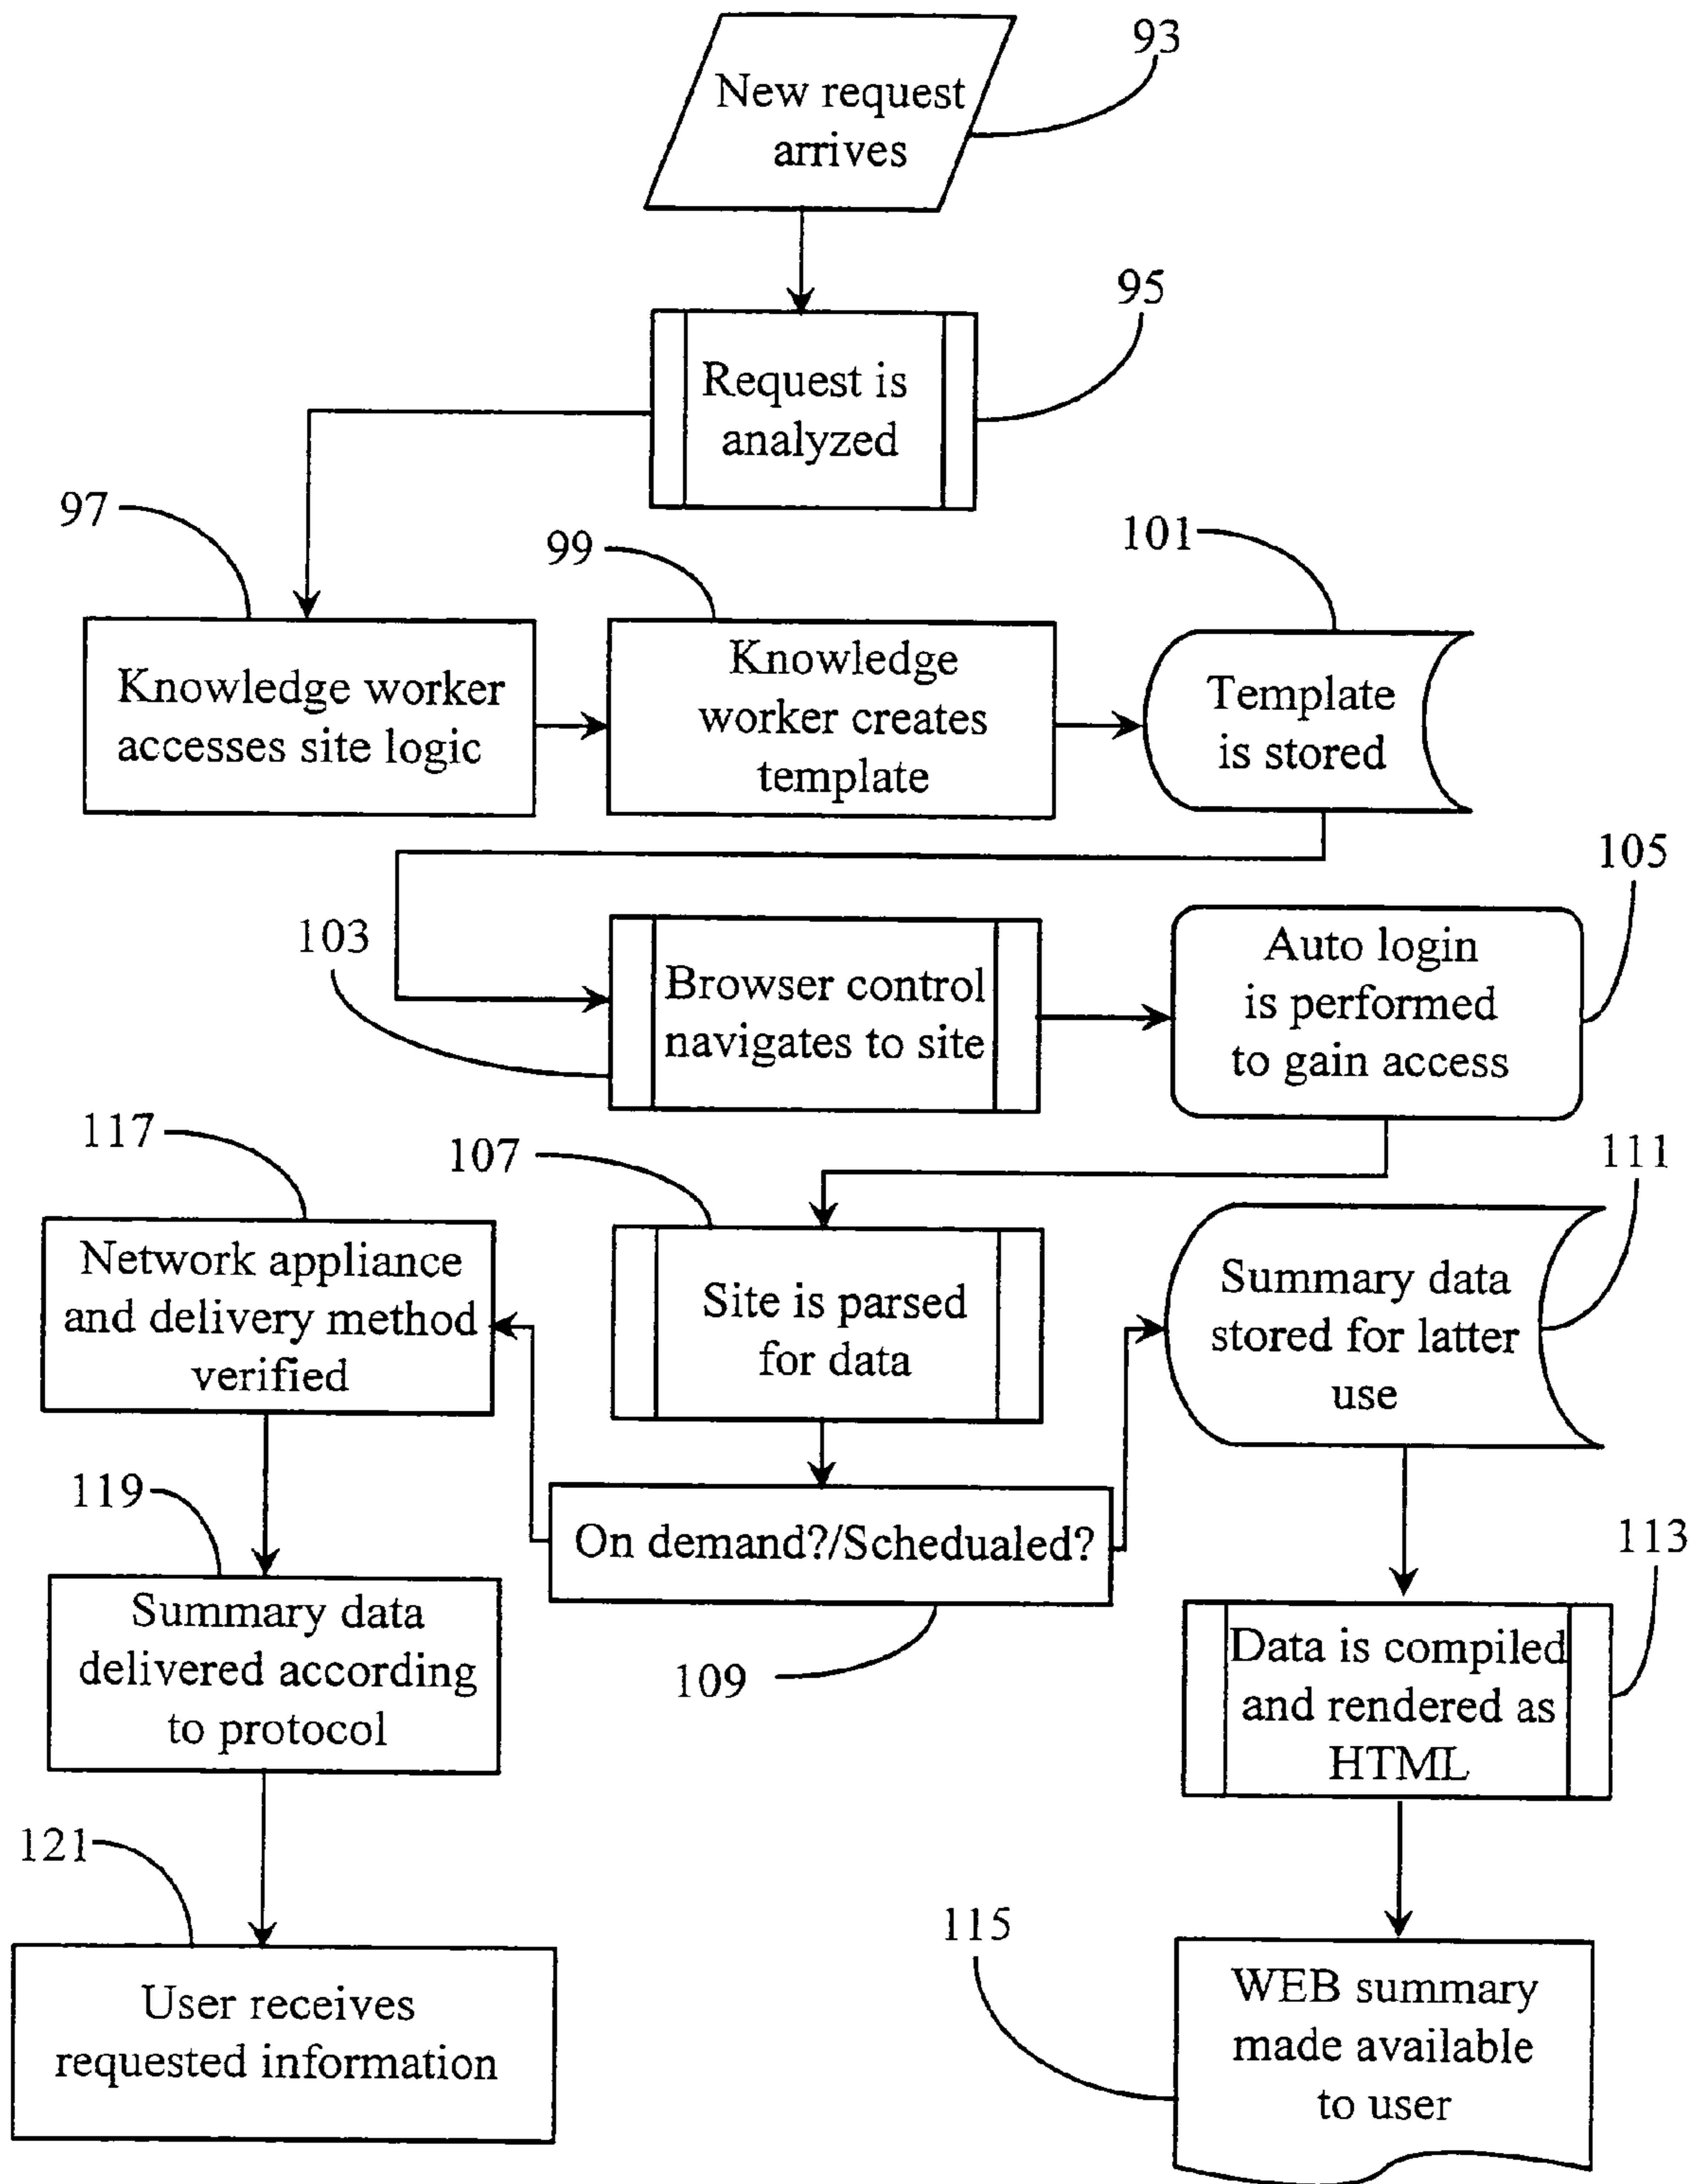 93
New request
arrives
95
Request is
analyzed
97
99
101
Knowledge worker
accesses site logic
Knowledge
worker creates
template
Template
is stored
103
105
Browser control
navigates to site
Auto login
is performed
to gain access
117
107
111
Network appliance
and delivery method
verified
Site is parsed
for data
Summary data
stored for latter
use
119
On demand?/Schedualed?
109
113
Summary data
delivered according
to protocol
Data is compiled
and rendered as
HTML
121
115
User receives
requested information
WEB summary
made available
to user